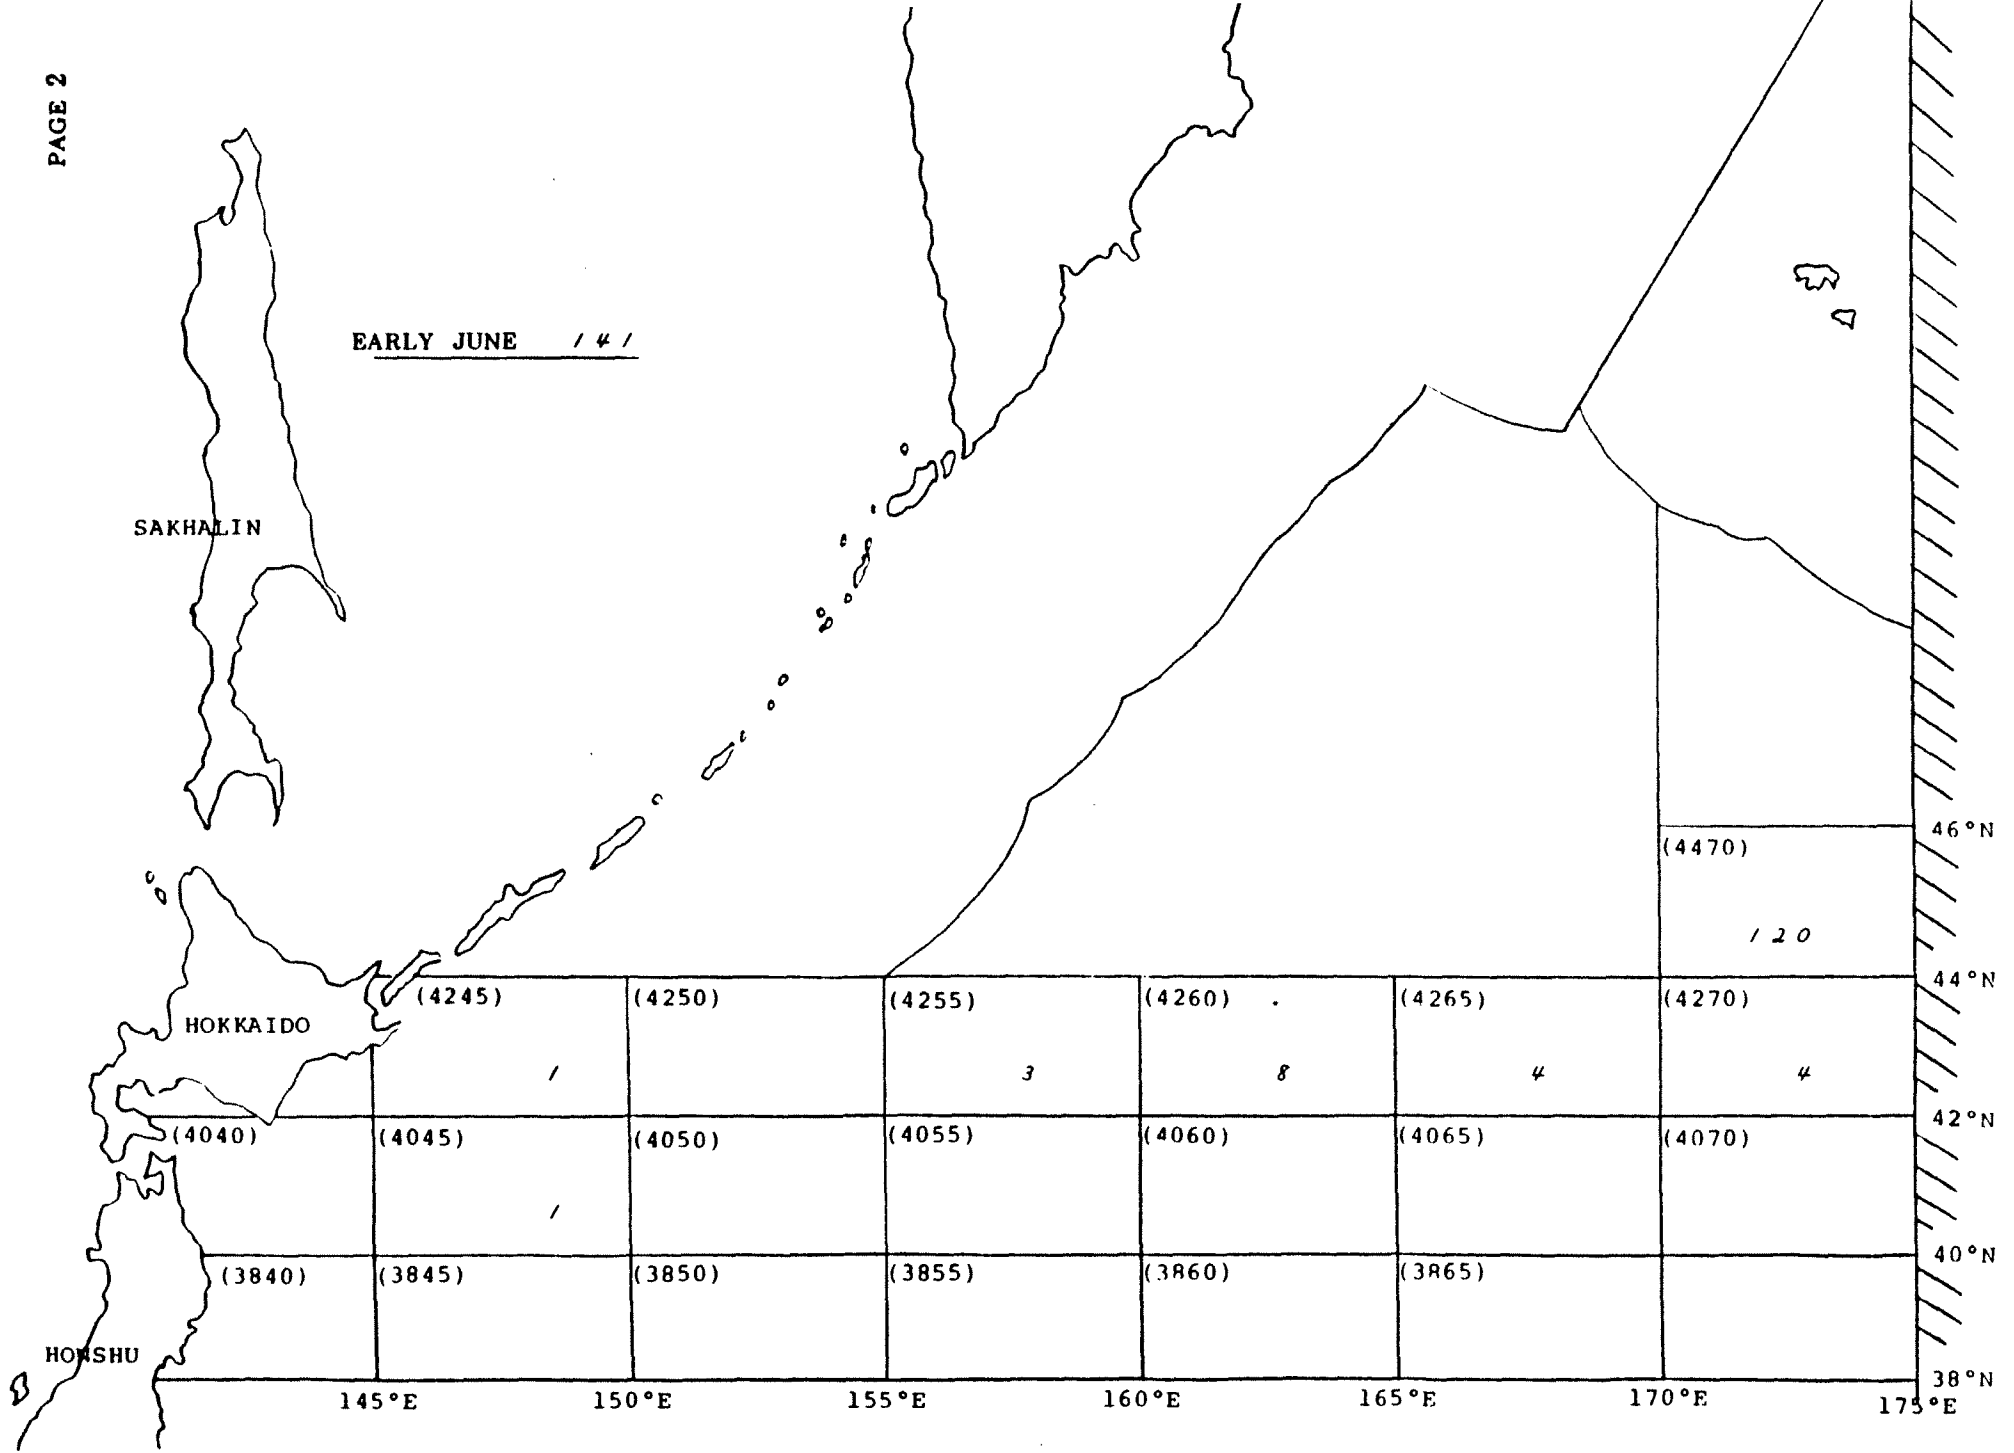 PAGE 2
EARLY JUNE 141
SAKHALIN
46°N
(4470)
120
44°N
(4245) (4250) (4255) (4260) (4265) (4270)
HOKKAIDO
1 3 8 4 4
42°N
(4040) (4045) (4050) (4055) (4060) (4065) (4070)
1
40°N
(3840) (3845) (3850) (3855) (3860) (3865)
HONSHU
38°N
145°E 150°E 155°E 160°E 165°E 170°E 175°E